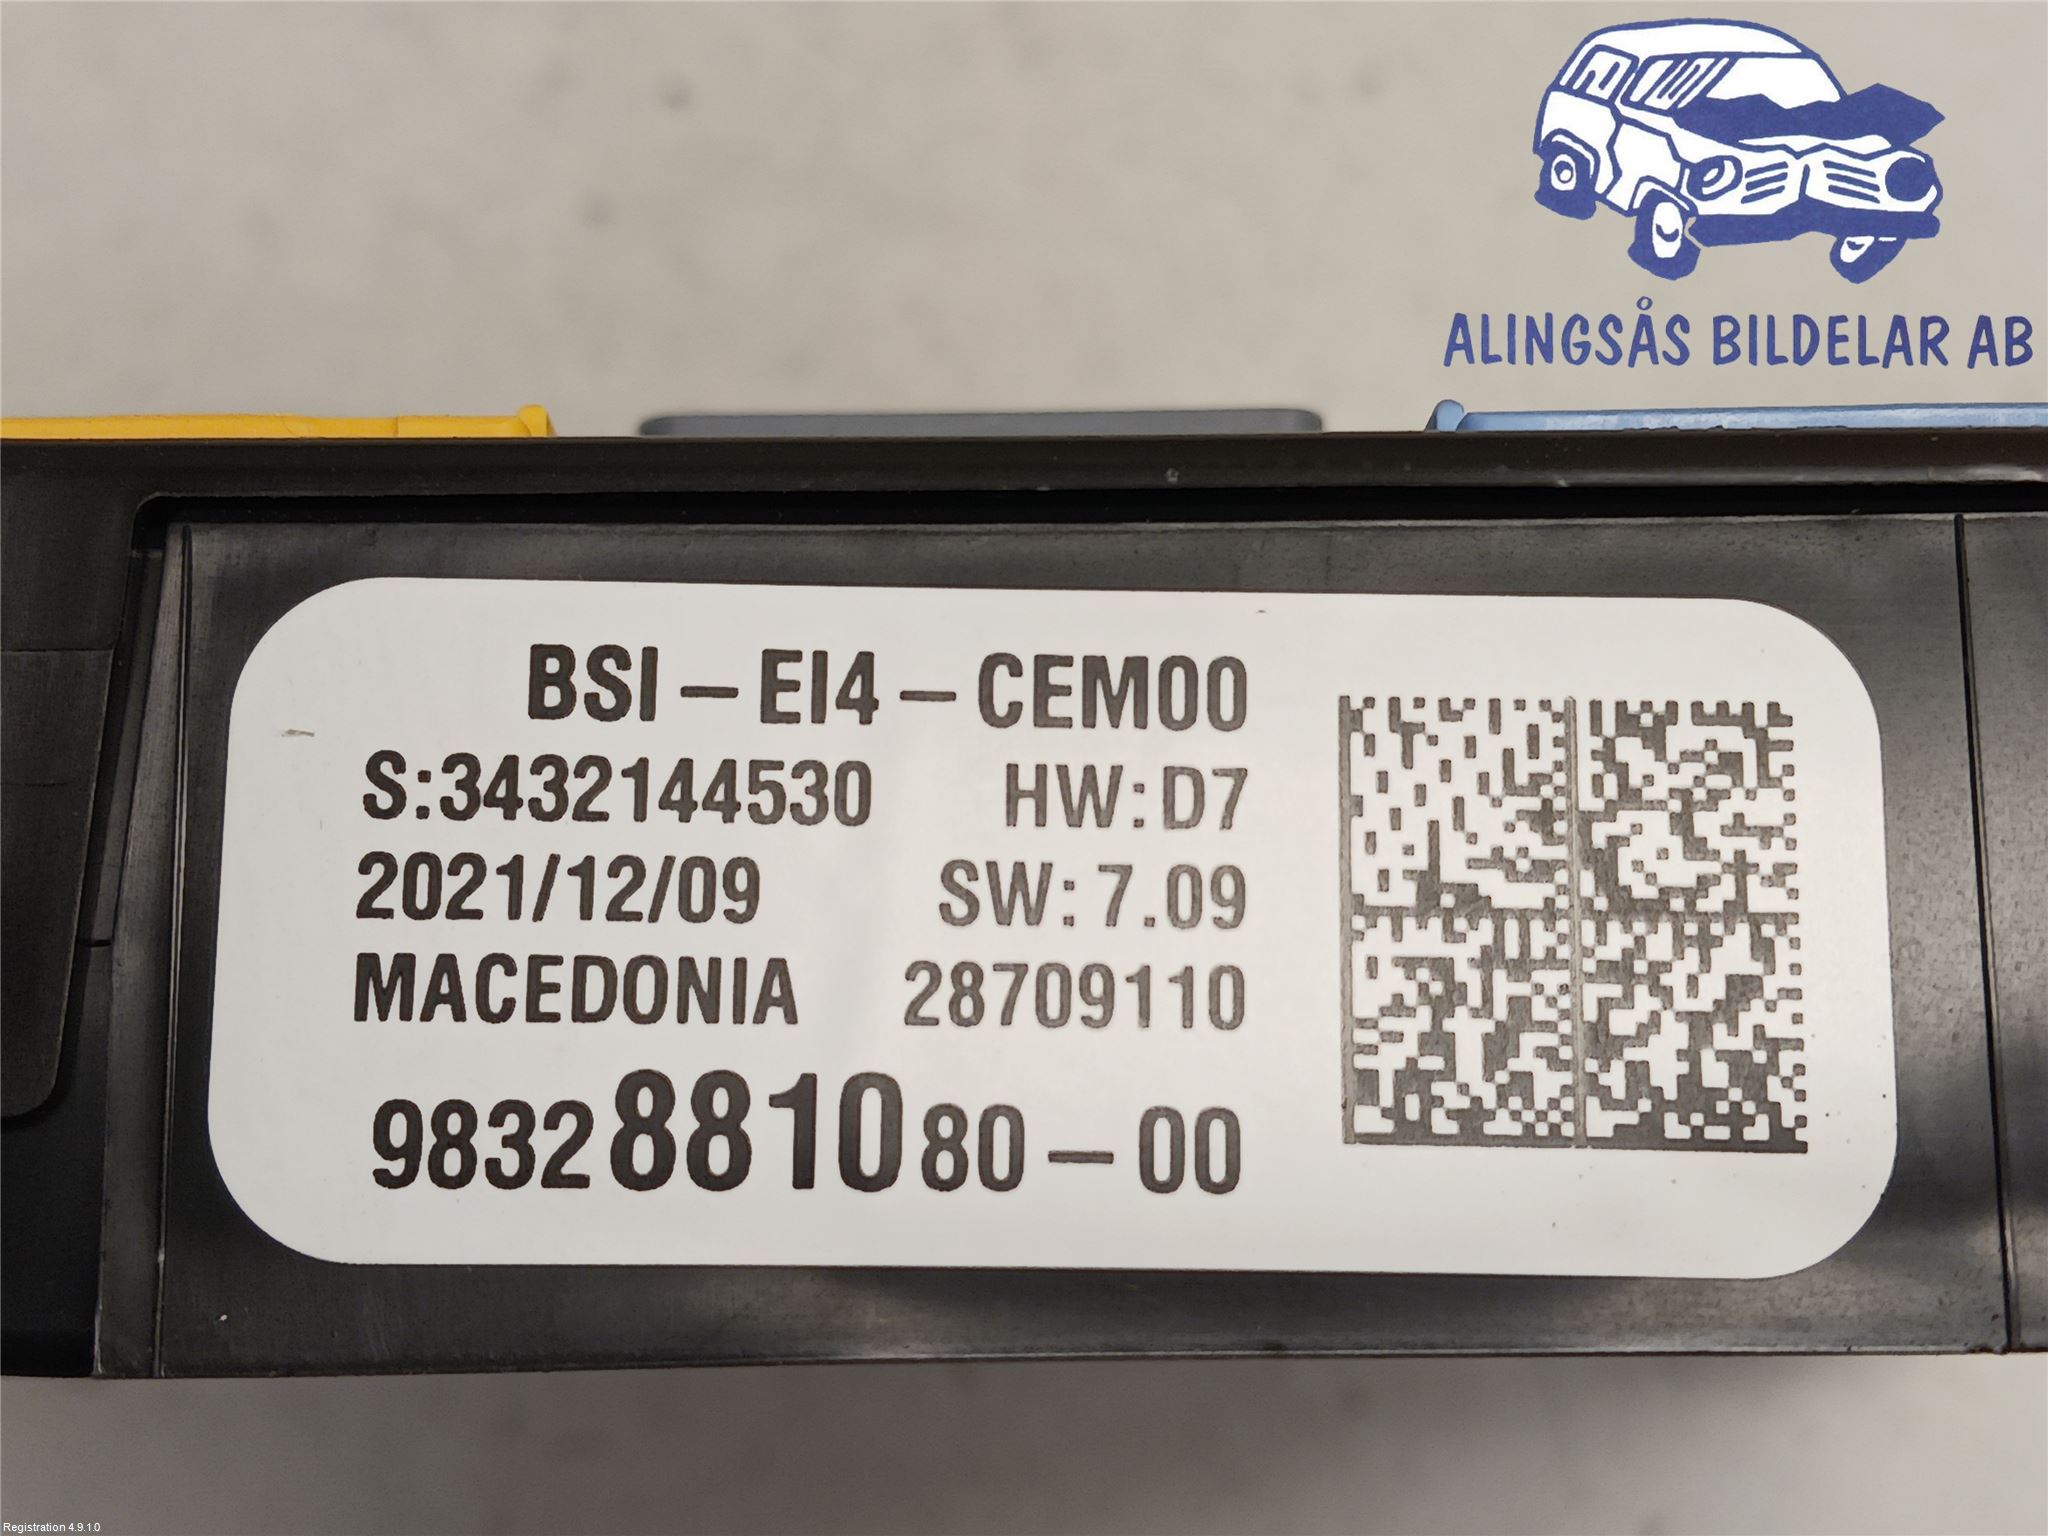 ALINGSÅS BILDELAR AB
BSI - EI4 - CEM00
S:3432144530 HW:D7
2021/12/09 SW:7.09
MACEDONIA 28709110
9832881080-00
Registration 4.9.1.0